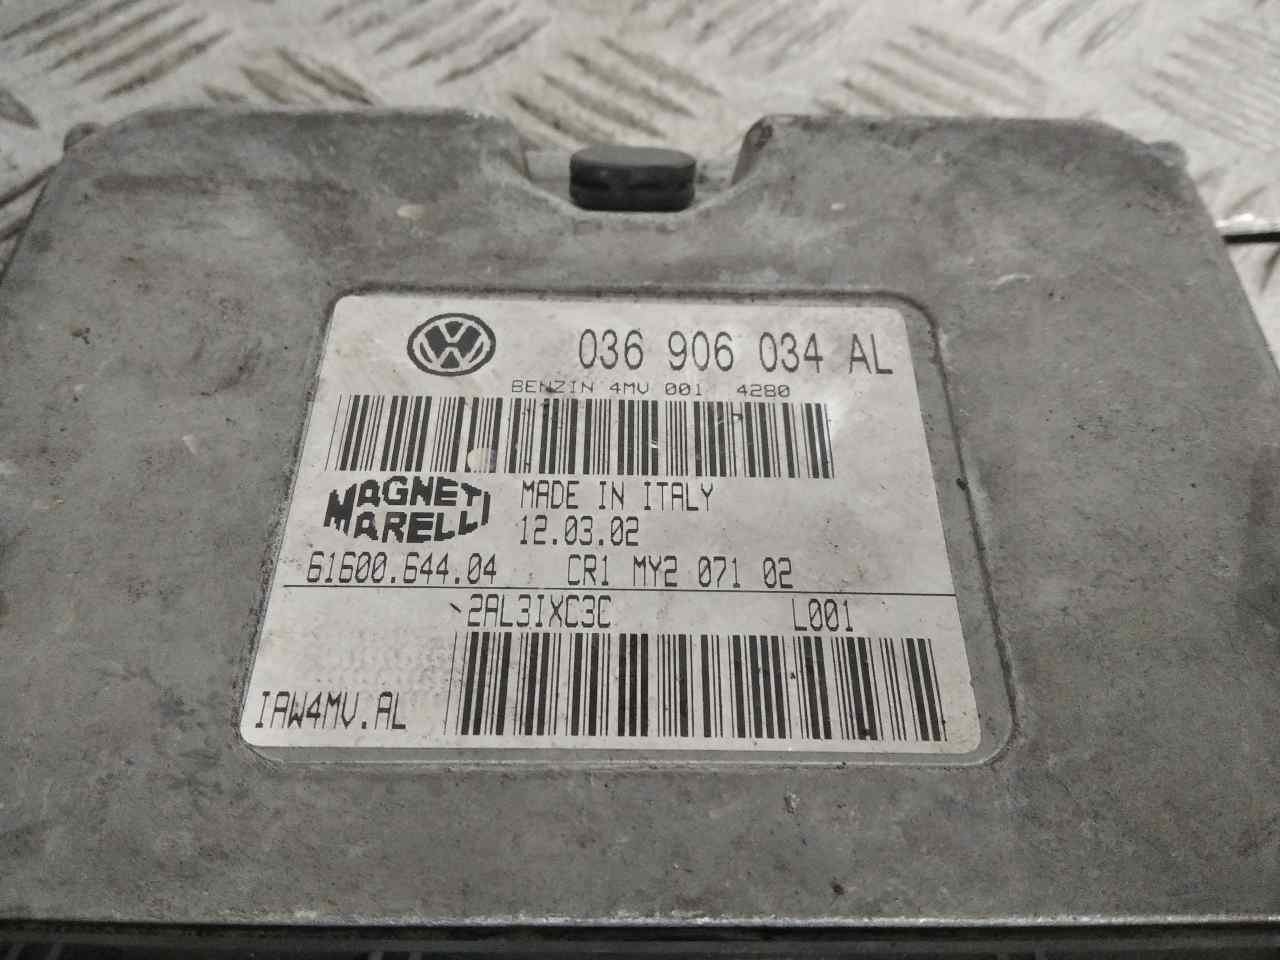 036 906 034 AL
BENZIN 4MV 001 4280
MAGNETI
MARELLI
MADE IN ITALY
12.03.02
61600.644.04 CR1 MY2 071 02
2AL3IXC3C L001
IAW4MV.AL